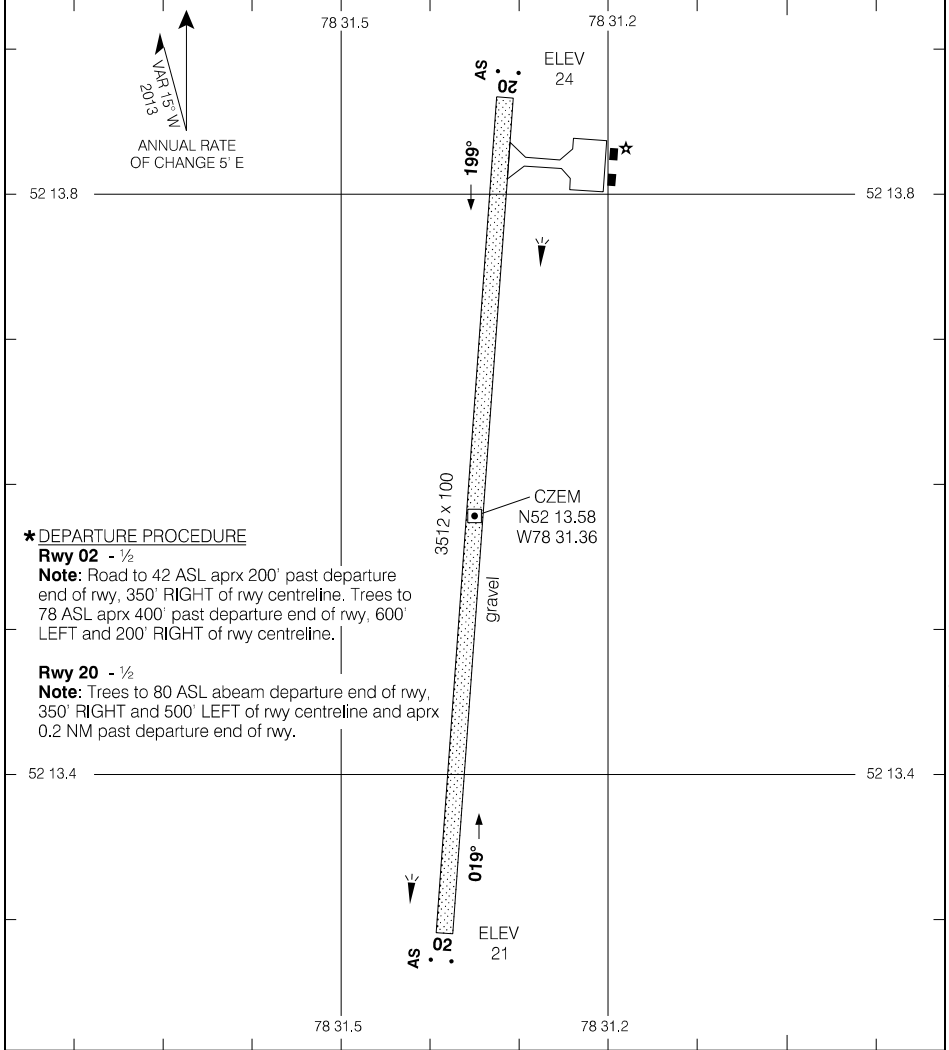 78 31.5
78 31.2
VAR 15° W
2013
ANNUAL RATE
OF CHANGE 5' E
AS
20
ELEV
24
199°
52 13.8
52 13.8
3512 x 100
CZEM
N52 13.58
W78 31.36
gravel
* DEPARTURE PROCEDURE
Rwy 02 - ½
Note: Road to 42 ASL aprx 200' past departure
end of rwy, 350' RIGHT of rwy centreline. Trees to
78 ASL aprx 400' past departure end of rwy, 600'
LEFT and 200' RIGHT of rwy centreline.
Rwy 20 - ½
Note: Trees to 80 ASL abeam departure end of rwy,
350' RIGHT and 500' LEFT of rwy centreline and aprx
0.2 NM past departure end of rwy.
52 13.4
52 13.4
019°
AS
02
ELEV
21
78 31.5
78 31.2